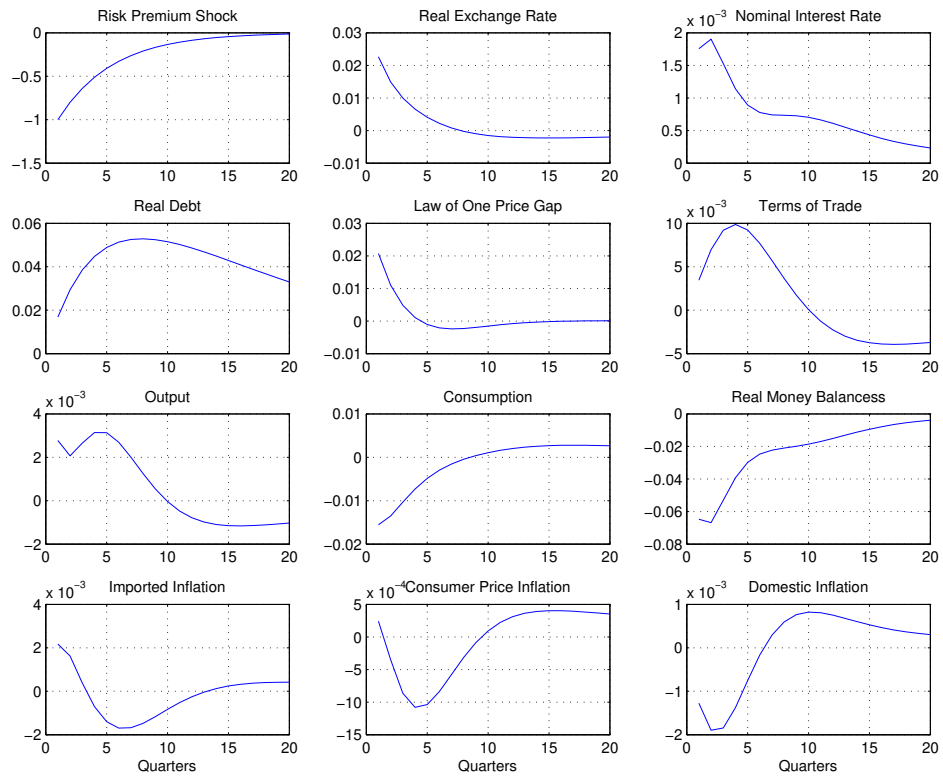 Risk Premium Shock
0
−0.5
−1
−1.5
0 5 10 15 20
Real Exchange Rate
0.03
0.02
0.01
0
−0.01
0 5 10 15 20
Nominal Interest Rate
x 10⁻³
2
1.5
1
0.5
0
0 5 10 15 20
Real Debt
0.06
0.04
0.02
0
0 5 10 15 20
Law of One Price Gap
0.03
0.02
0.01
0
−0.01
0 5 10 15 20
Terms of Trade
x 10⁻³
10
5
0
−5
0 5 10 15 20
Output
x 10⁻³
4
2
0
−2
0 5 10 15 20
Consumption
0.01
0
−0.01
−0.02
0 5 10 15 20
Real Money Balancess
0
−0.02
−0.04
−0.06
−0.08
0 5 10 15 20
Imported Inflation
x 10⁻³
4
2
0
−2
0 5 10 15 20
Quarters
Consumer Price Inflation
x 10⁻⁴
5
0
−5
−10
−15
0 5 10 15 20
Quarters
Domestic Inflation
x 10⁻³
1
0
−1
−2
0 5 10 15 20
Quarters